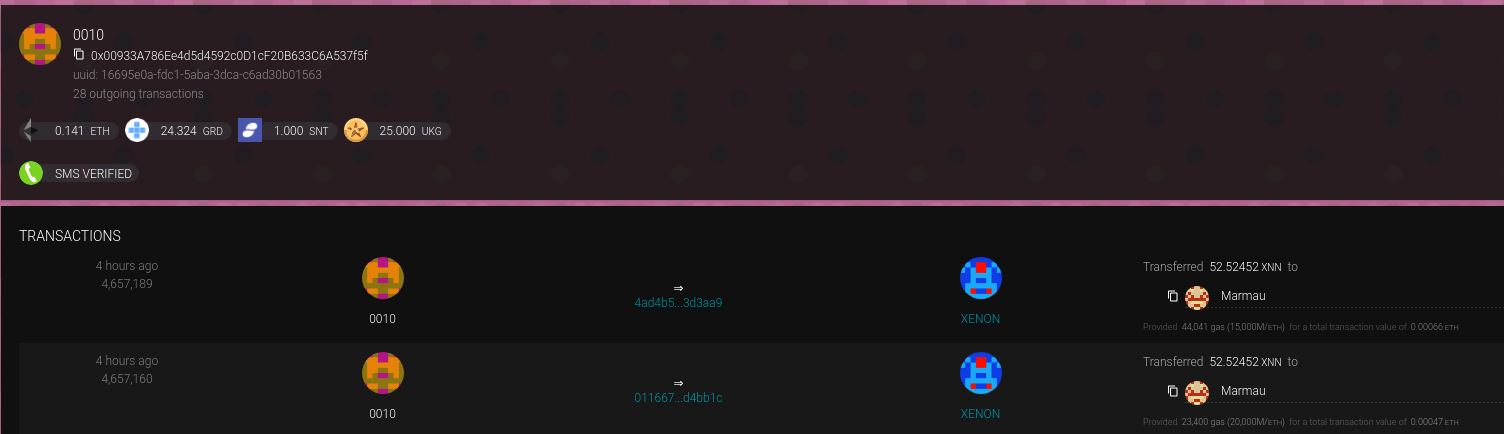 0010
0x00933A786Ee4d5d4592c0D1cF20B633C6A537f5f
uuid: 16695e0a-fdc1-5aba-3dca-c6ad30b01563
28 outgoing transactions
0.141 ETH 24.324 GRD 1.000 SNT 25.000 UKG
SMS VERIFIED
TRANSACTIONS
4 hours ago
4,657,189
0010
⇒
4ad4b5...3d3aa9
XENON
Transferred 52.52452 XNN to
Marmau
Provided 44,041 gas (15,000M/ETH) for a total transaction value of 0.00066 ETH
4 hours ago
4,657,160
0010
⇒
011667...d4bb1c
XENON
Transferred 52.52452 XNN to
Marmau
Provided 23,400 gas (20,000M/ETH) for a total transaction value of 0.00047 ETH